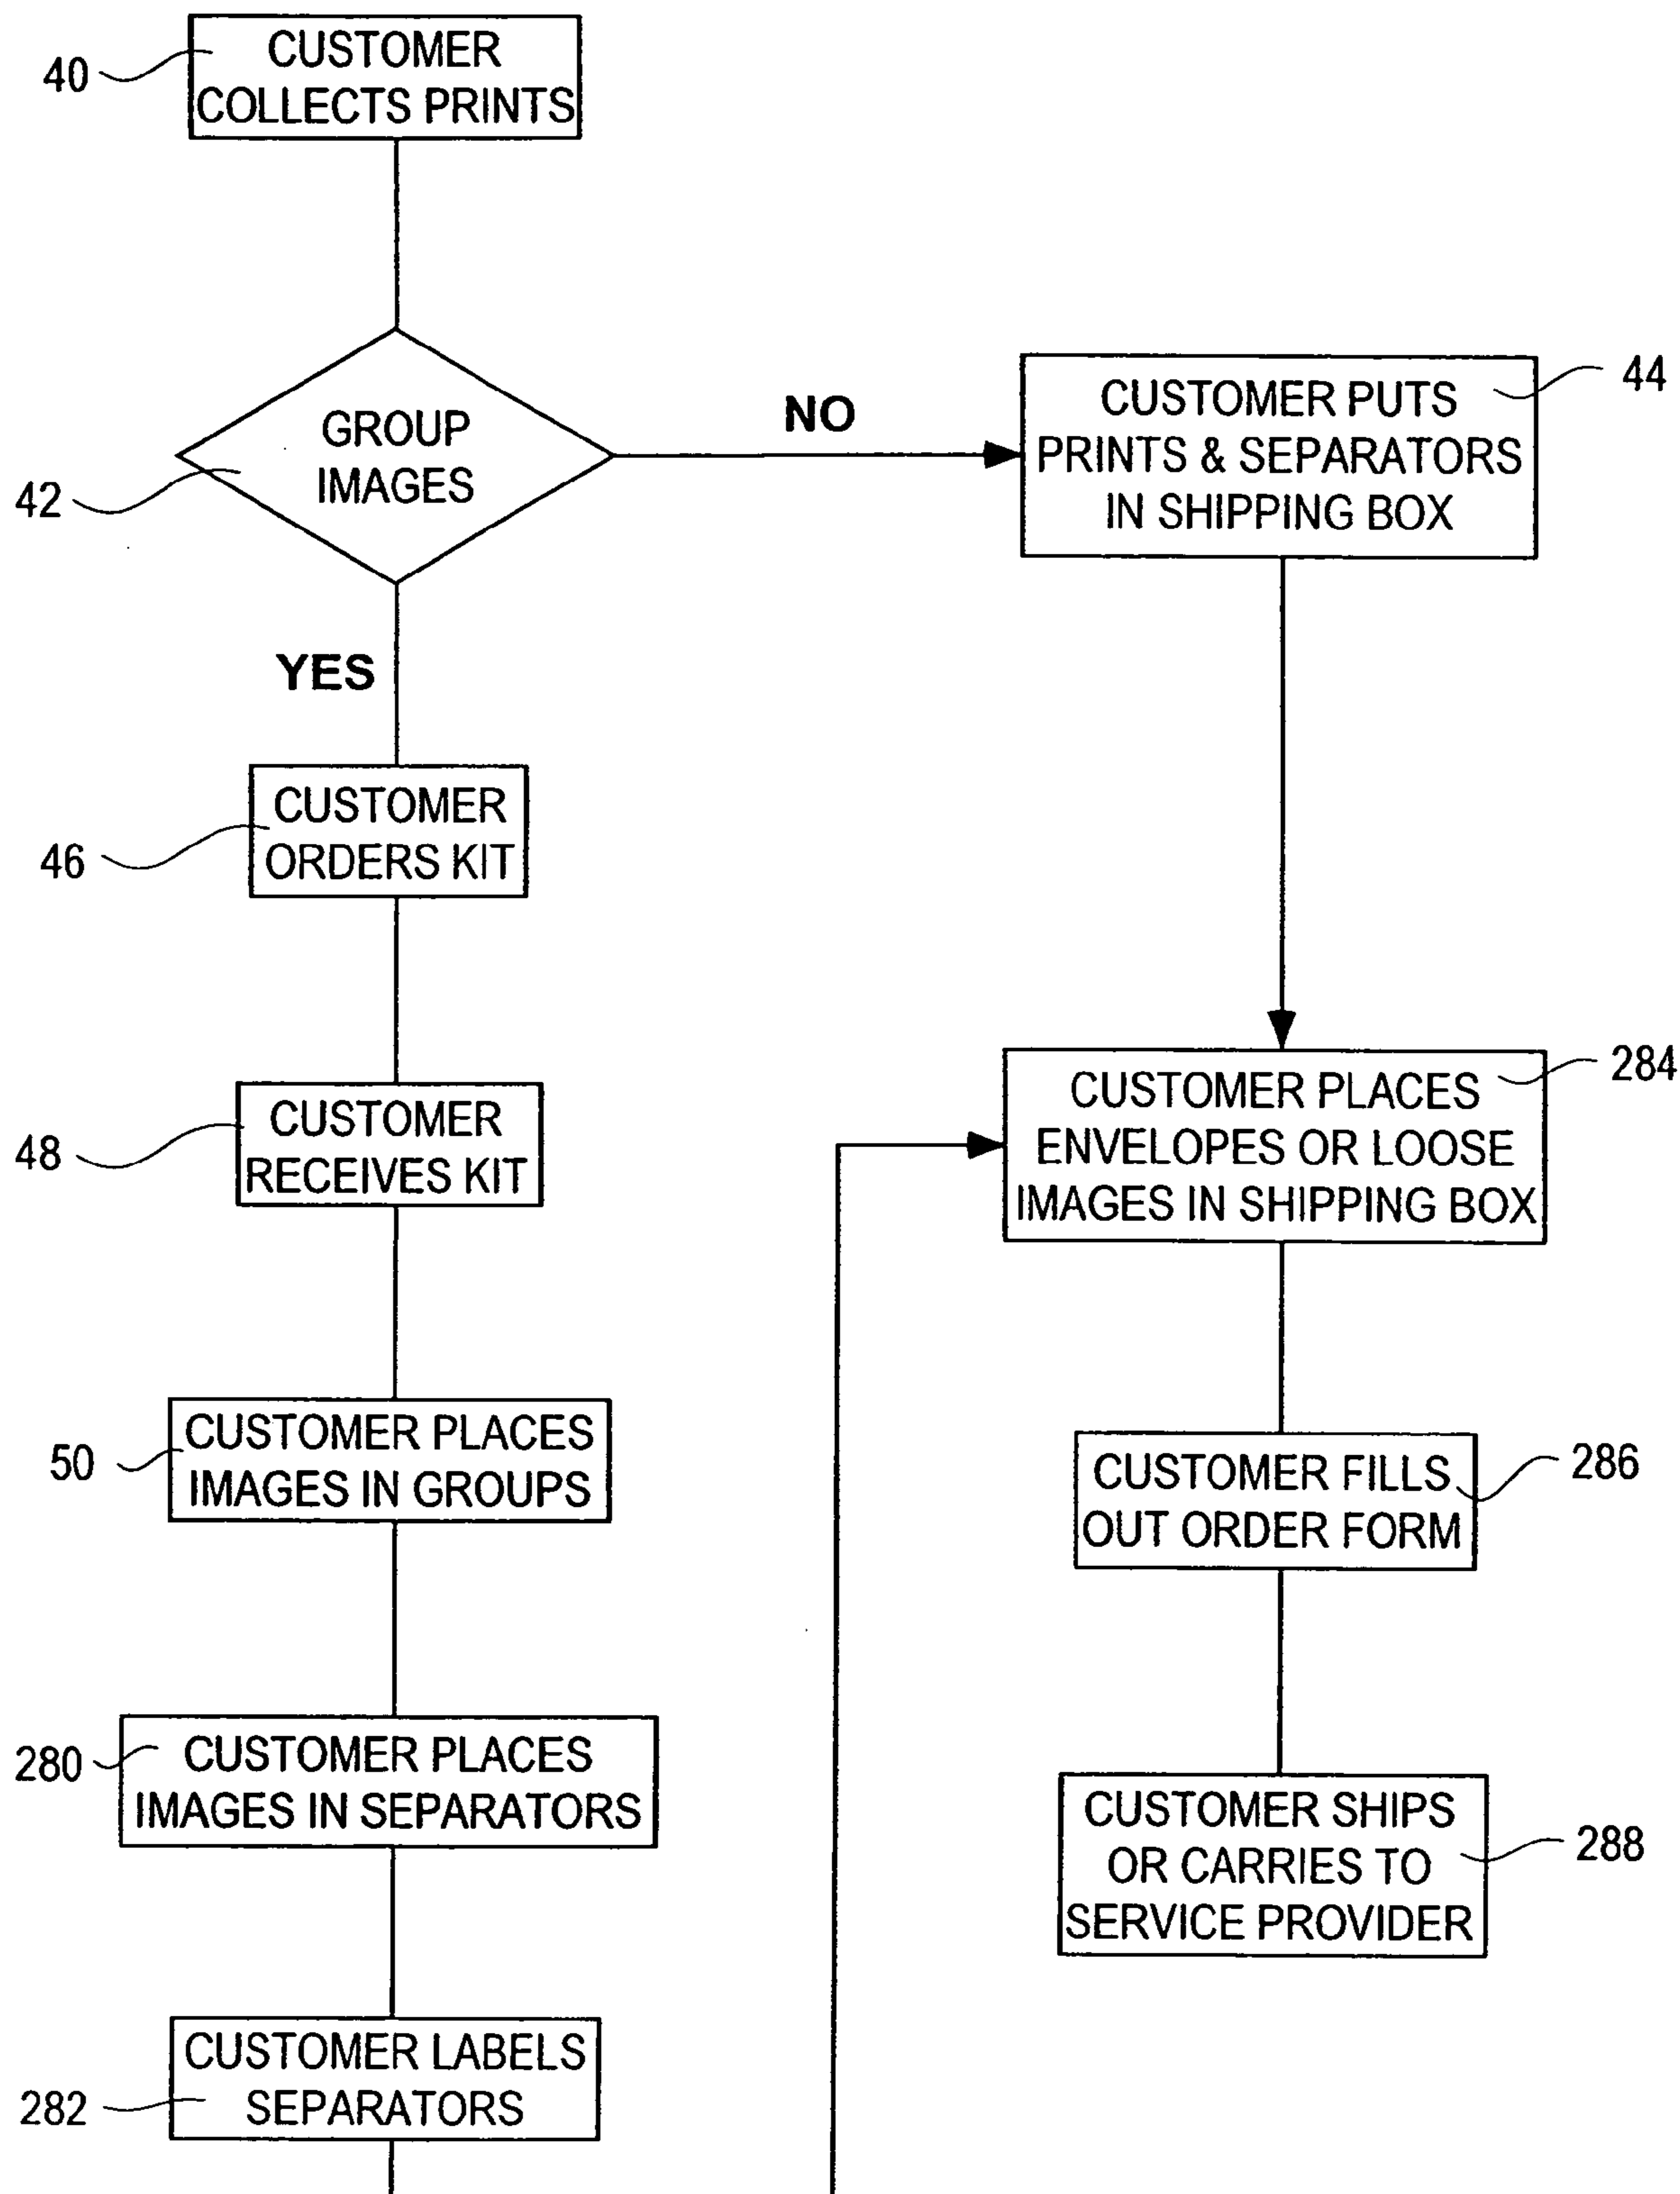 40
CUSTOMER
COLLECTS PRINTS
42
GROUP
IMAGES
NO
44
CUSTOMER PUTS
PRINTS & SEPARATORS
IN SHIPPING BOX
YES
46
CUSTOMER
ORDERS KIT
48
CUSTOMER
RECEIVES KIT
50
CUSTOMER PLACES
IMAGES IN GROUPS
280
CUSTOMER PLACES
IMAGES IN SEPARATORS
282
CUSTOMER LABELS
SEPARATORS
284
CUSTOMER PLACES
ENVELOPES OR LOOSE
IMAGES IN SHIPPING BOX
286
CUSTOMER FILLS
OUT ORDER FORM
288
CUSTOMER SHIPS
OR CARRIES TO
SERVICE PROVIDER